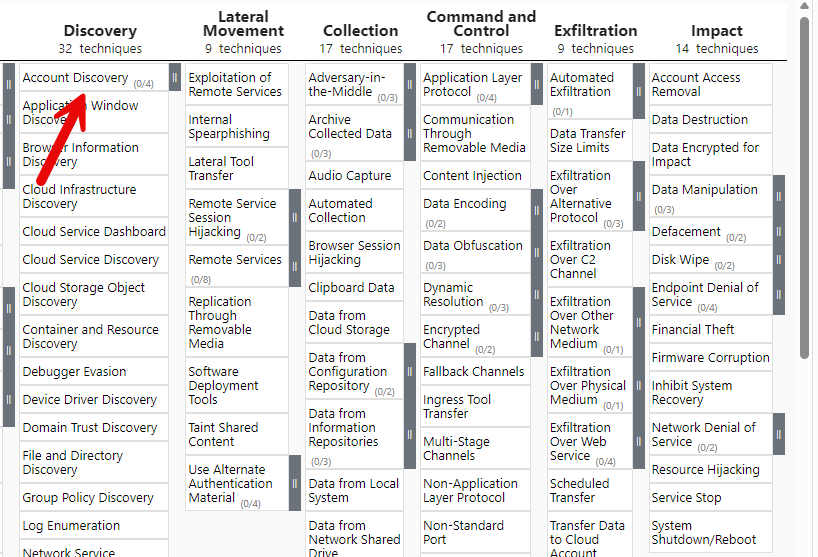 Discovery
32 techniques
Account Discovery (0/4)
Application Window
Discovery
Browser Information
Discovery
Cloud Infrastructure
Discovery
Cloud Service Dashboard
Cloud Service Discovery
Cloud Storage Object
Discovery
Container and Resource
Discovery
Debugger Evasion
Device Driver Discovery
Domain Trust Discovery
File and Directory
Discovery
Group Policy Discovery
Log Enumeration
Network Service
Lateral
Movement
9 techniques
Exploitation of
Remote Services
Internal
Spearphishing
Lateral Tool
Transfer
Remote Service
Session
Hijacking (0/2)
Remote Services
(0/8)
Replication
Through
Removable
Media
Software
Deployment
Tools
Taint Shared
Content
Use Alternate
Authentication
Material (0/4)
Collection
17 techniques
Adversary-in-
the-Middle (0/3)
Archive
Collected Data
(0/3)
Audio Capture
Automated
Collection
Browser Session
Hijacking
Clipboard Data
Data from
Cloud Storage
Data from
Configuration
Repository (0/2)
Data from
Information
Repositories
(0/3)
Data from Local
System
Data from
Network Shared
Drive
Command and
Control
17 techniques
Application Layer
Protocol (0/4)
Communication
Through
Removable Media
Content Injection
Data Encoding
(0/2)
Data Obfuscation
(0/3)
Dynamic
Resolution (0/3)
Encrypted
Channel (0/2)
Fallback Channels
Ingress Tool
Transfer
Multi-Stage
Channels
Non-Application
Layer Protocol
Non-Standard
Port
Exfiltration
9 techniques
Automated
Exfiltration
(0/1)
Data Transfer
Size Limits
Exfiltration
Over
Alternative
Protocol (0/3)
Exfiltration
Over C2
Channel
Exfiltration
Over Other
Network
Medium (0/1)
Exfiltration
Over Physical
Medium (0/1)
Exfiltration
Over Web
Service (0/4)
Scheduled
Transfer
Transfer Data
to Cloud
Account
Impact
14 techniques
Account Access
Removal
Data Destruction
Data Encrypted for
Impact
Data Manipulation
(0/3)
Defacement (0/2)
Disk Wipe (0/2)
Endpoint Denial of
Service (0/4)
Financial Theft
Firmware Corruption
Inhibit System
Recovery
Network Denial of
Service (0/2)
Resource Hijacking
Service Stop
System
Shutdown/Reboot